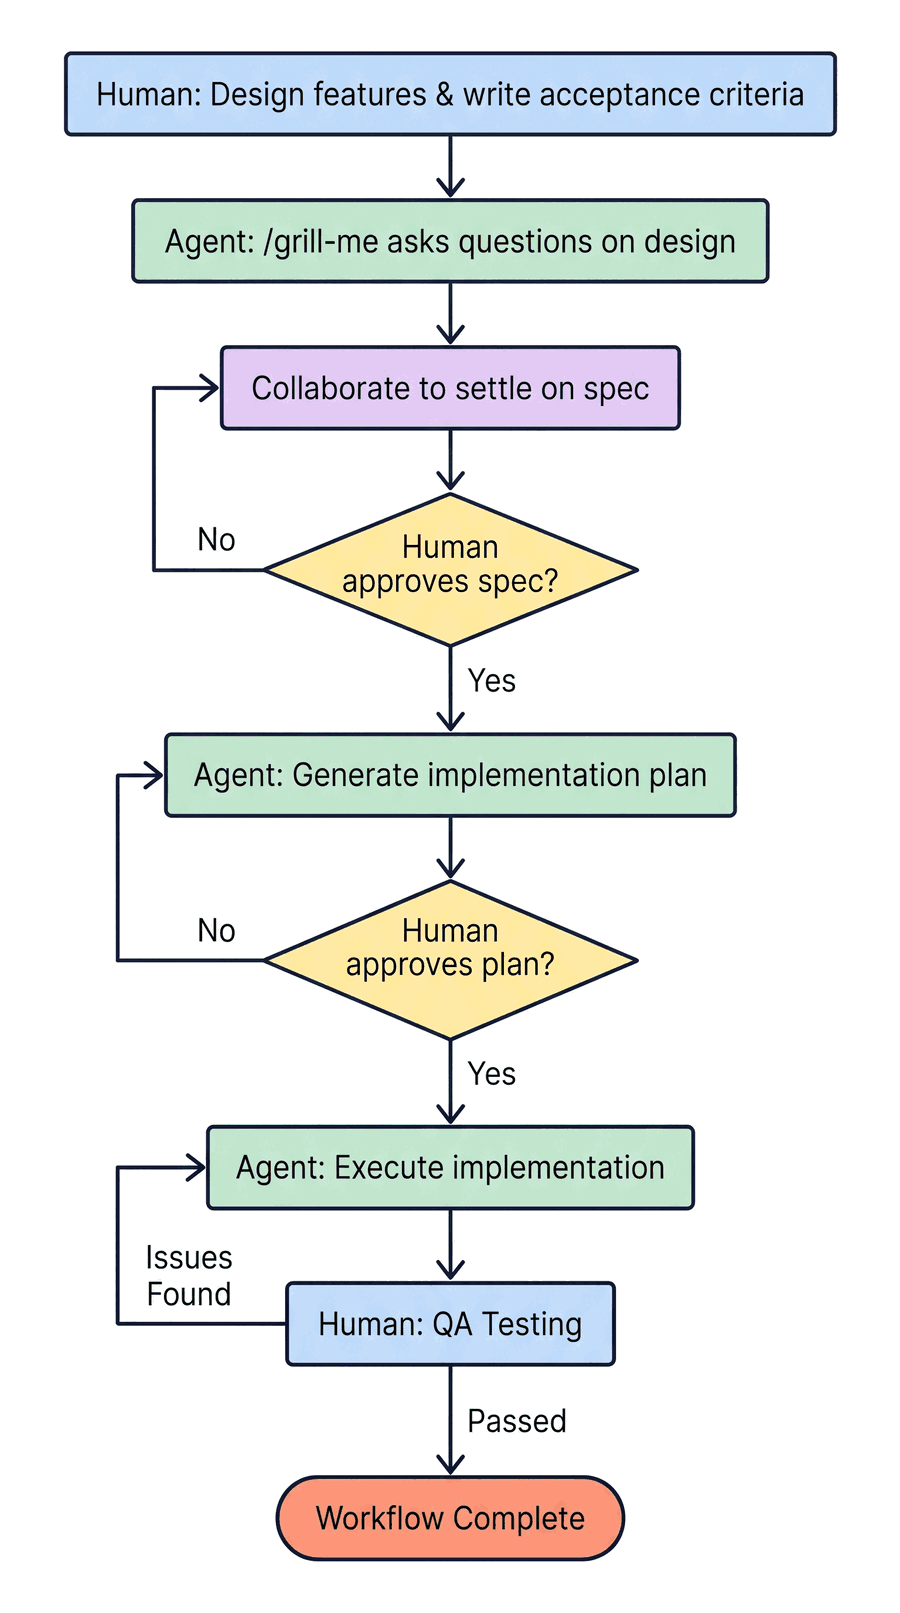 Human: Design features & write acceptance criteria
Agent: /grill-me asks questions on design
Collaborate to settle on spec
No
Human
approves spec?
Yes
Agent: Generate implementation plan
No
Human
approves plan?
Yes
Agent: Execute implementation
Issues
Found
Human: QA Testing
Passed
Workflow Complete